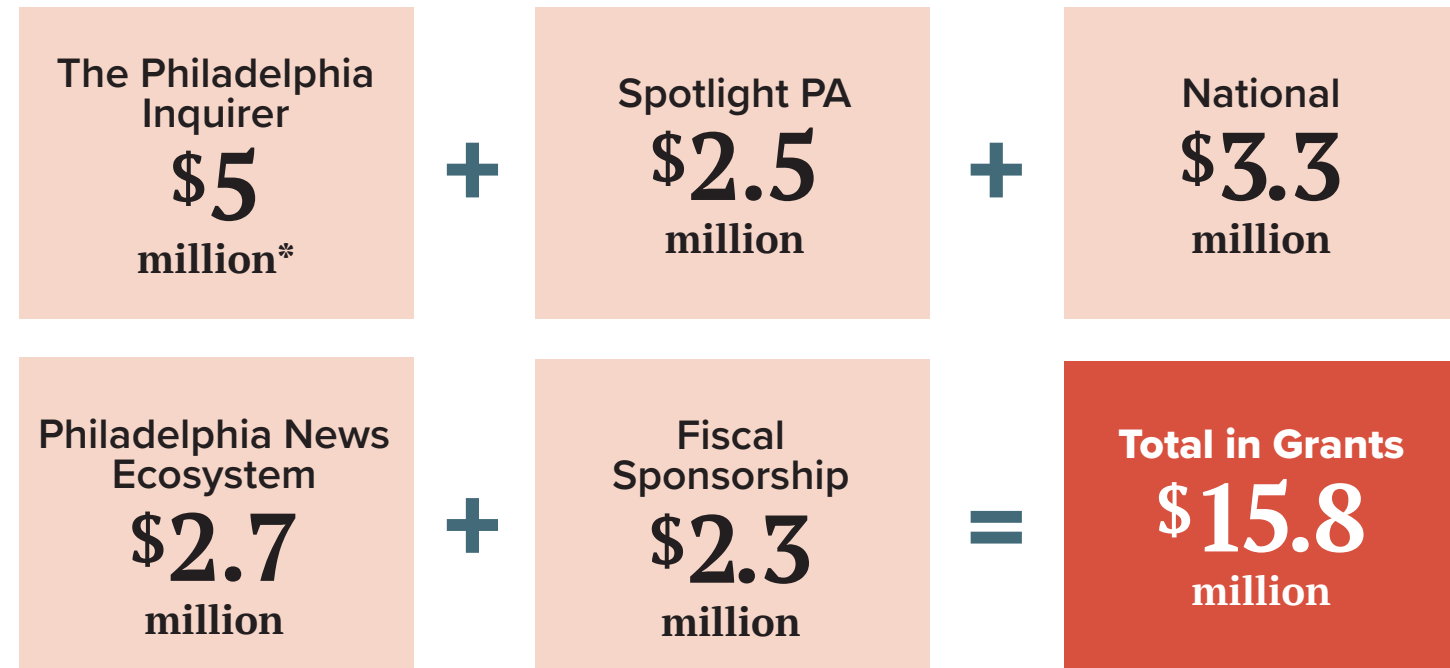 The Philadelphia
Inquirer
$5
million*
+
Spotlight PA
$2.5
million
+
National
$3.3
million
Philadelphia News
Ecosystem
$2.7
million
+
Fiscal
Sponsorship
$2.3
million
=
Total in Grants
$15.8
million